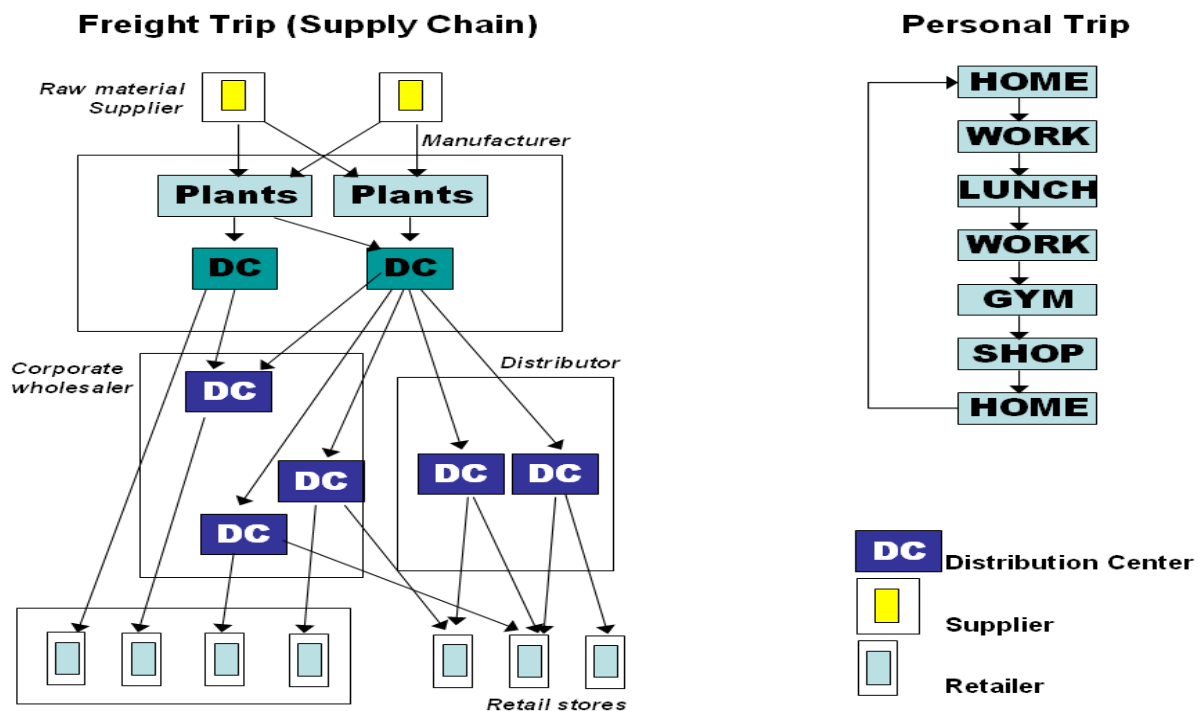 Freight Trip (Supply Chain)
Raw material
Supplier
Manufacturer
Plants
Plants
DC
DC
Corporate
wholesaler
Distributor
DC
DC
DC
DC
DC
Retail stores
Personal Trip
HOME
WORK
LUNCH
WORK
GYM
SHOP
HOME
DC Distribution Center
Supplier
Retailer